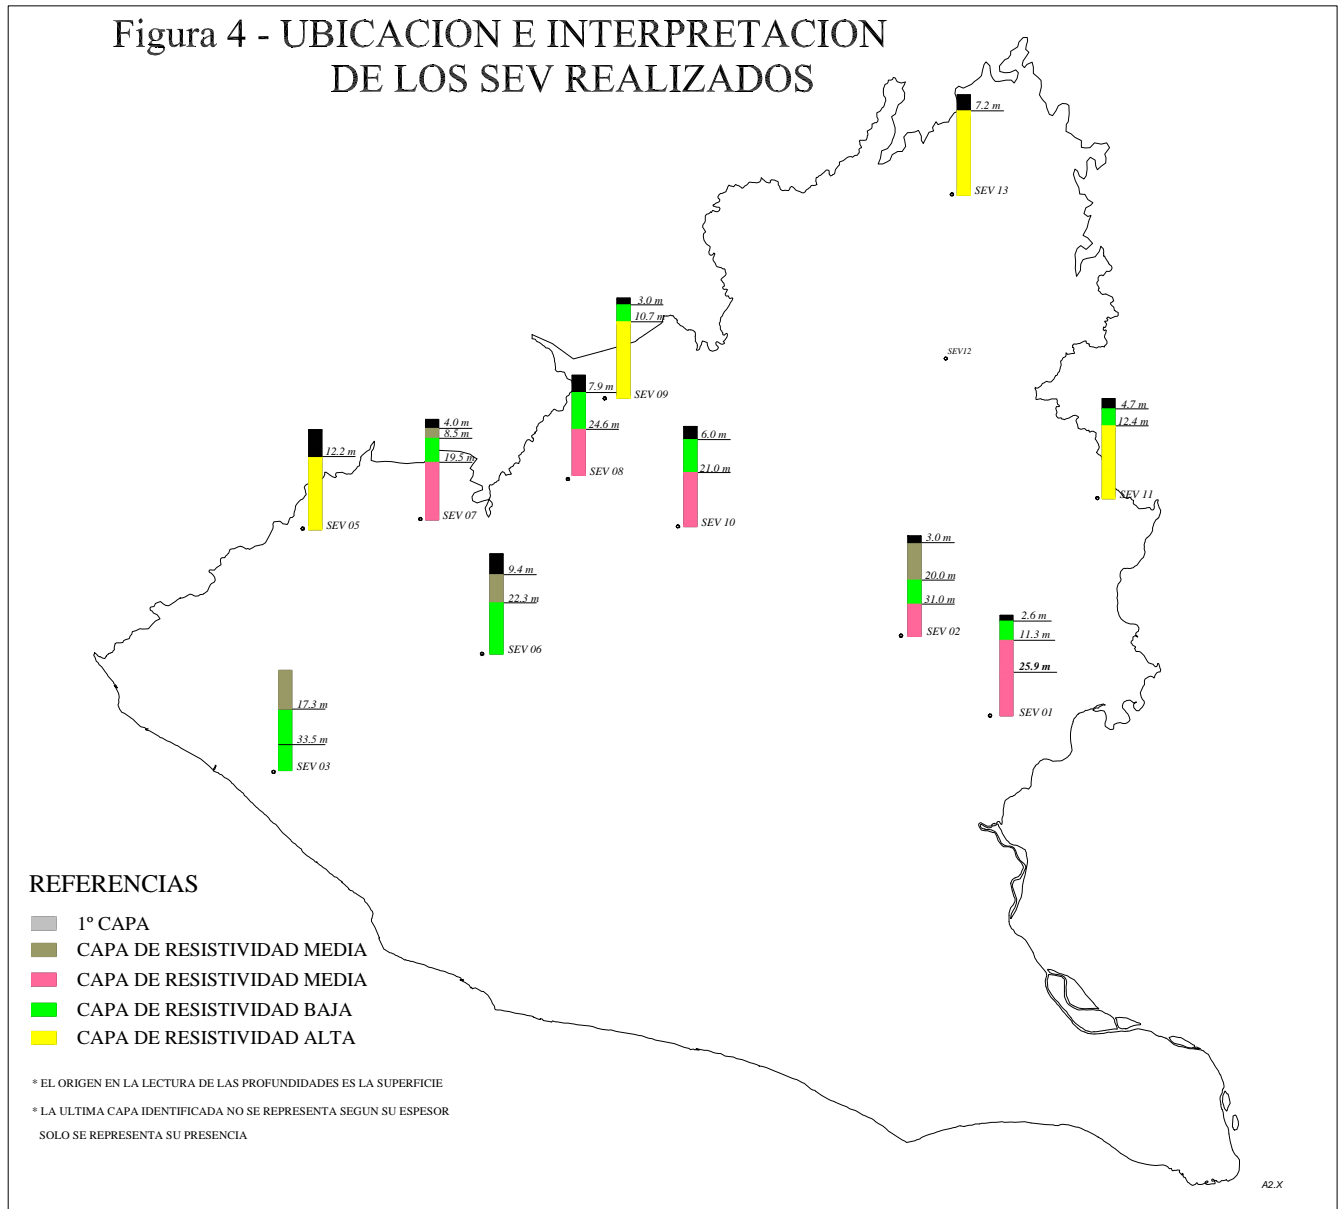 Figura 4 - UBICACION E INTERPRETACION
DE LOS SEV REALIZADOS
7.2 m
SEV 13
3.0 m
10.7 m
SEV 09
SEV12
7.9 m
24.6 m
SEV 08
4.7 m
12.4 m
SEV 11
4.0 m
8.5 m
19.5 m
SEV 07
12.2 m
SEV 05
6.0 m
21.0 m
SEV 10
3.0 m
20.0 m
31.0 m
SEV 02
9.4 m
22.3 m
SEV 06
2.6 m
11.3 m
25.9 m
SEV 01
17.3 m
33.5 m
SEV 03
REFERENCIAS
1º CAPA
CAPA DE RESISTIVIDAD MEDIA
CAPA DE RESISTIVIDAD MEDIA
CAPA DE RESISTIVIDAD BAJA
CAPA DE RESISTIVIDAD ALTA
* EL ORIGEN EN LA LECTURA DE LAS PROFUNDIDADES ES LA SUPERFICIE
* LA ULTIMA CAPA IDENTIFICADA NO SE REPRESENTA SEGUN SU ESPESOR
SOLO SE REPRESENTA SU PRESENCIA
A2.X